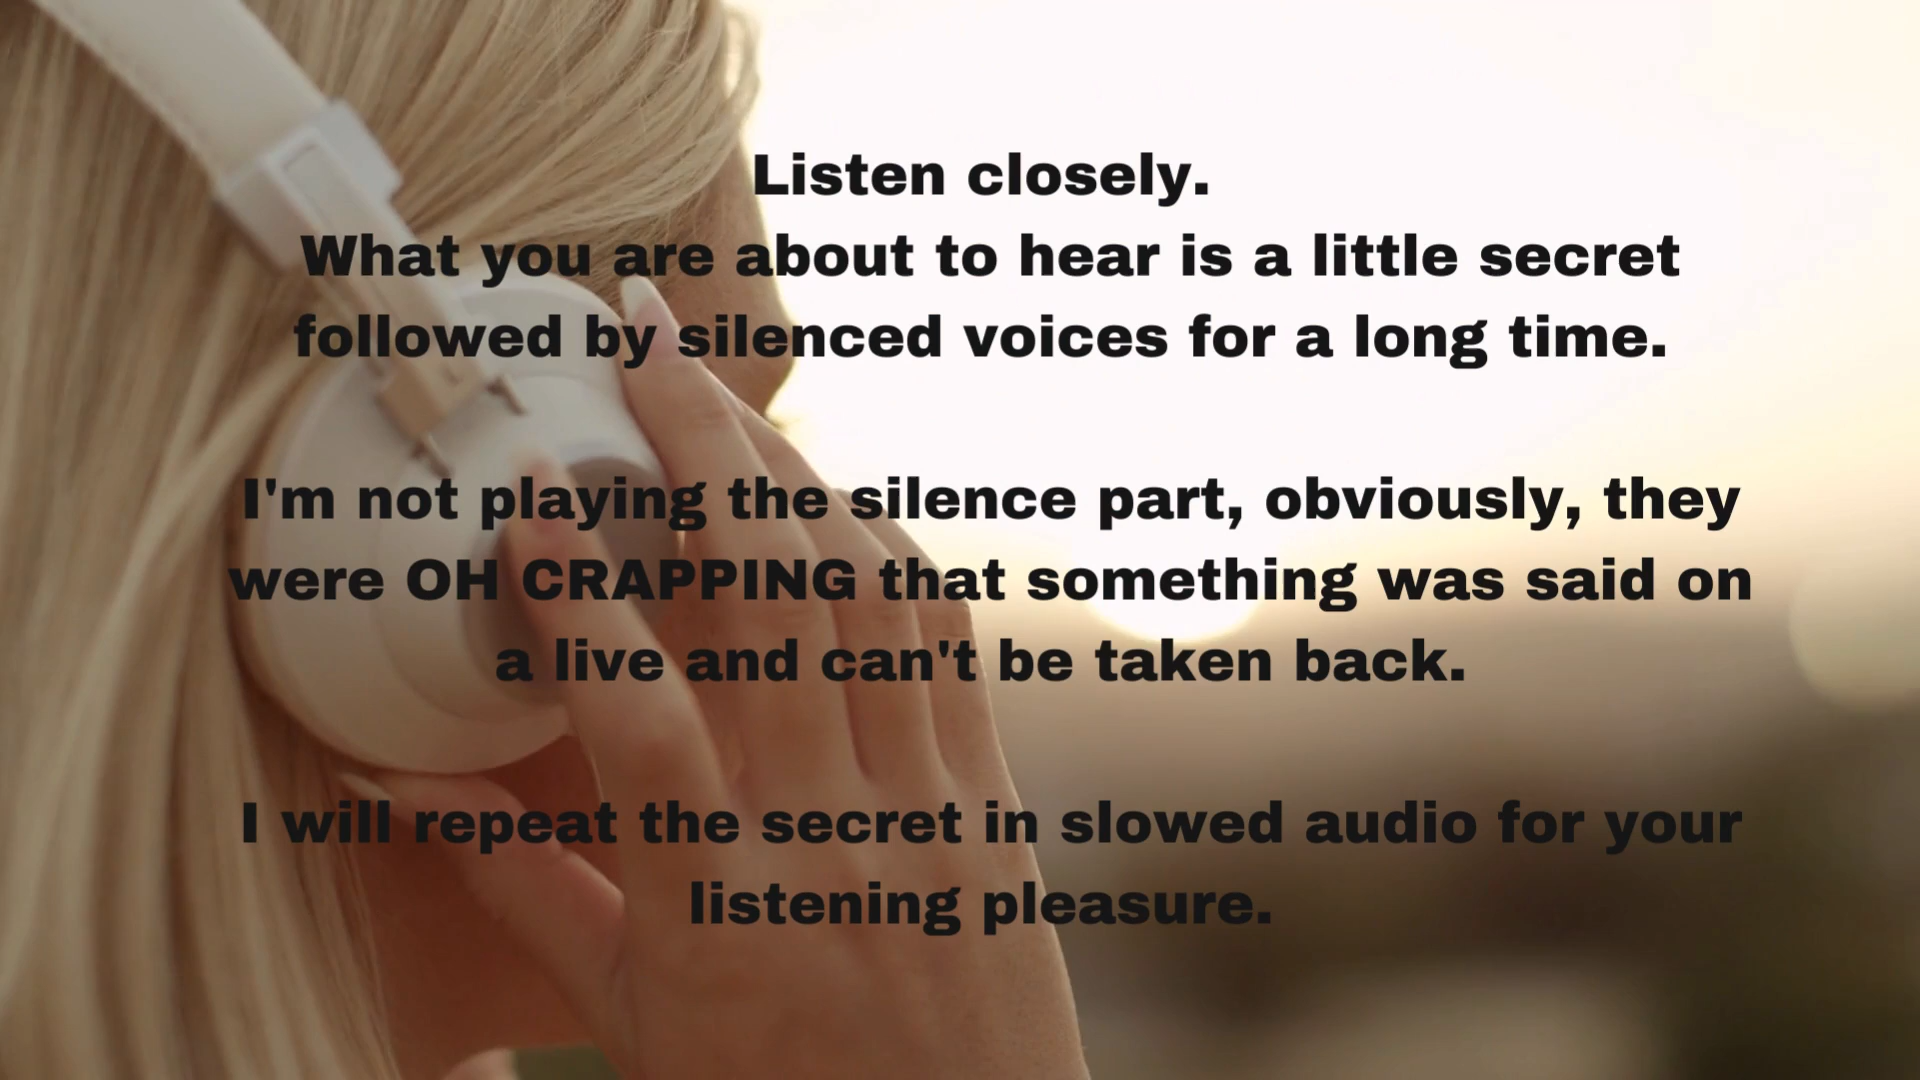 Listen closely.
What you are about to hear is a little secret
followed by silenced voices for a long time.
I'm not playing the silence part, obviously, they
were OH CRAPPING that something was said on
a live and can't be taken back.
I will repeat the secret in slowed audio for your
listening pleasure.